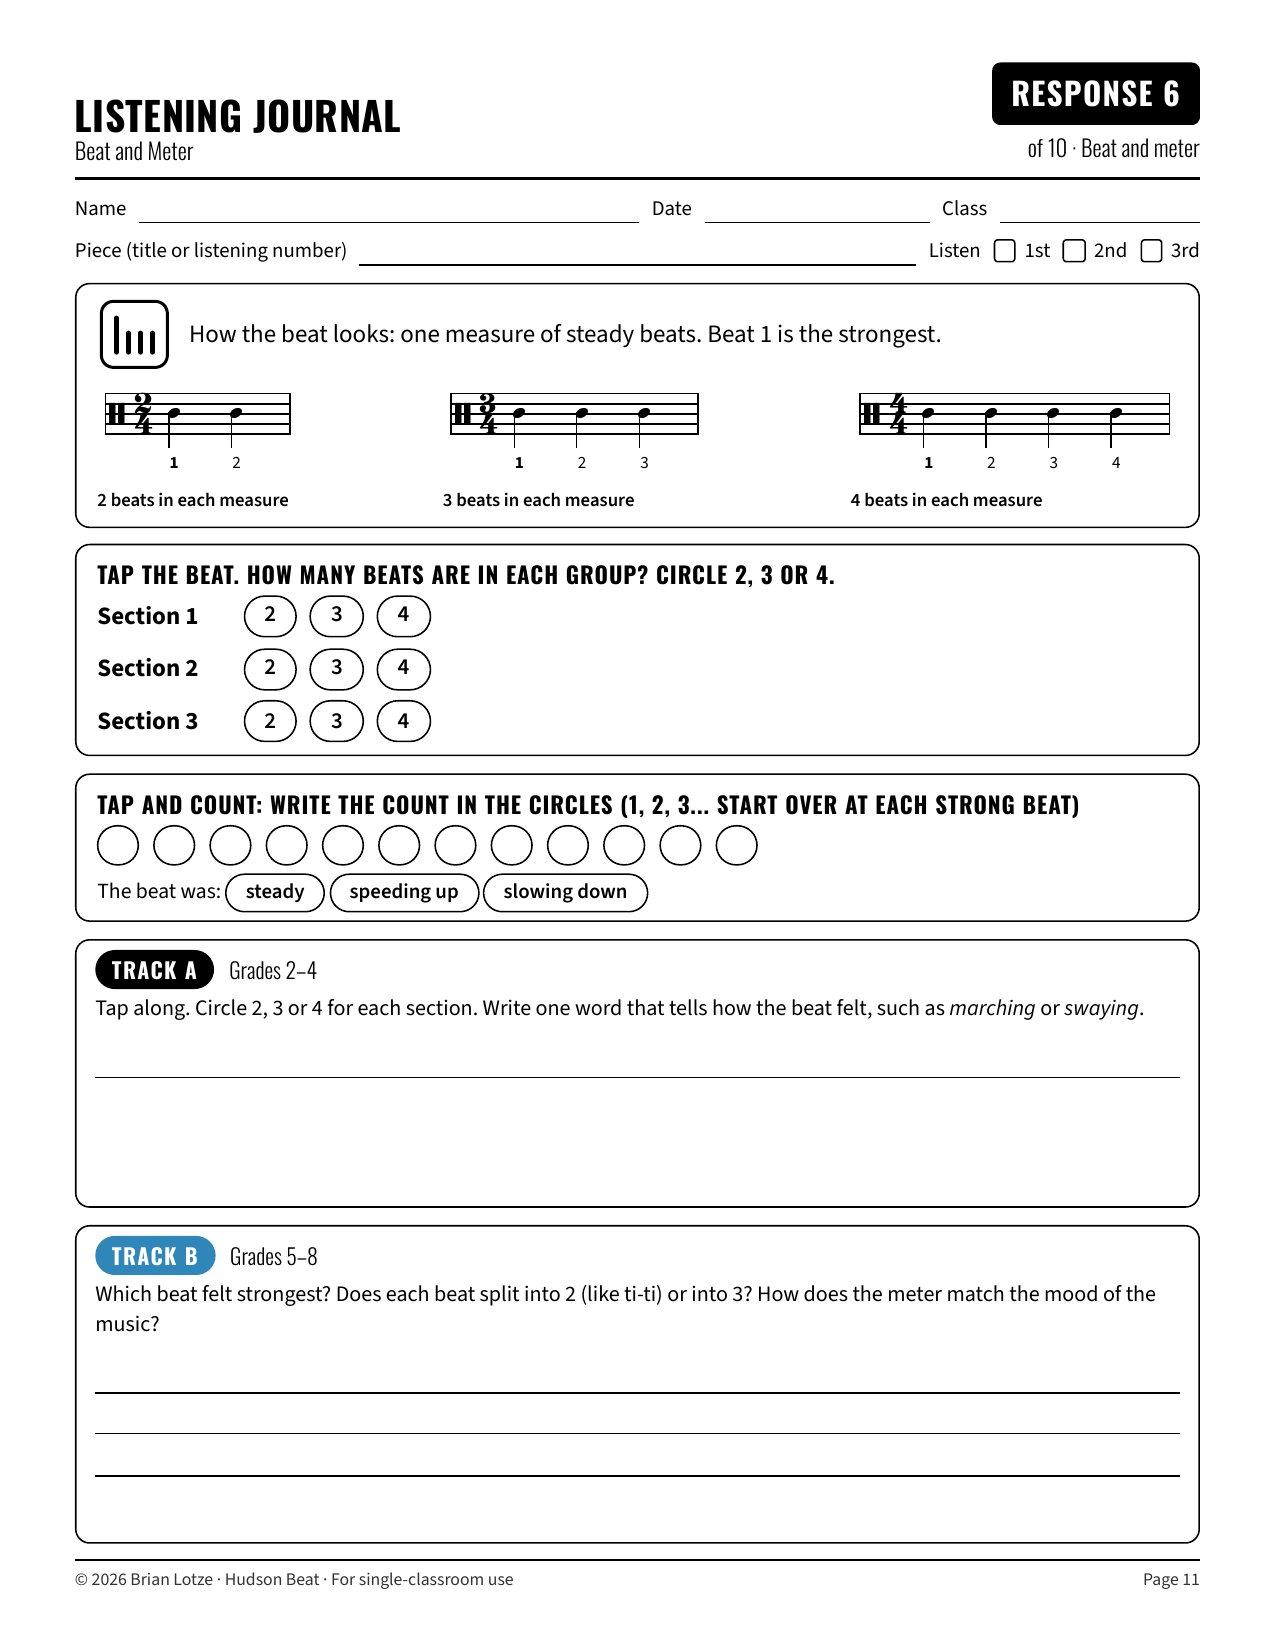 LISTENING JOURNAL
Beat and Meter
RESPONSE 6
of 10 · Beat and meter
Name Date Class
Piece (title or listening number) Listen 1st 2nd 3rd
How the beat looks: one measure of steady beats. Beat 1 is the strongest.
2 3 4
4 4 4
1 2 1 2 3 1 2 3 4
2 beats in each measure 3 beats in each measure 4 beats in each measure
TAP THE BEAT. HOW MANY BEATS ARE IN EACH GROUP? CIRCLE 2, 3 OR 4.
Section 1 2 3 4
Section 2 2 3 4
Section 3 2 3 4
TAP AND COUNT: WRITE THE COUNT IN THE CIRCLES (1, 2, 3... START OVER AT EACH STRONG BEAT)
The beat was: steady speeding up slowing down
TRACK A Grades 2–4
Tap along. Circle 2, 3 or 4 for each section. Write one word that tells how the beat felt, such as marching or swaying.
TRACK B Grades 5–8
Which beat felt strongest? Does each beat split into 2 (like ti-ti) or into 3? How does the meter match the mood of the
music?
© 2026 Brian Lotze · Hudson Beat · For single-classroom use Page 11